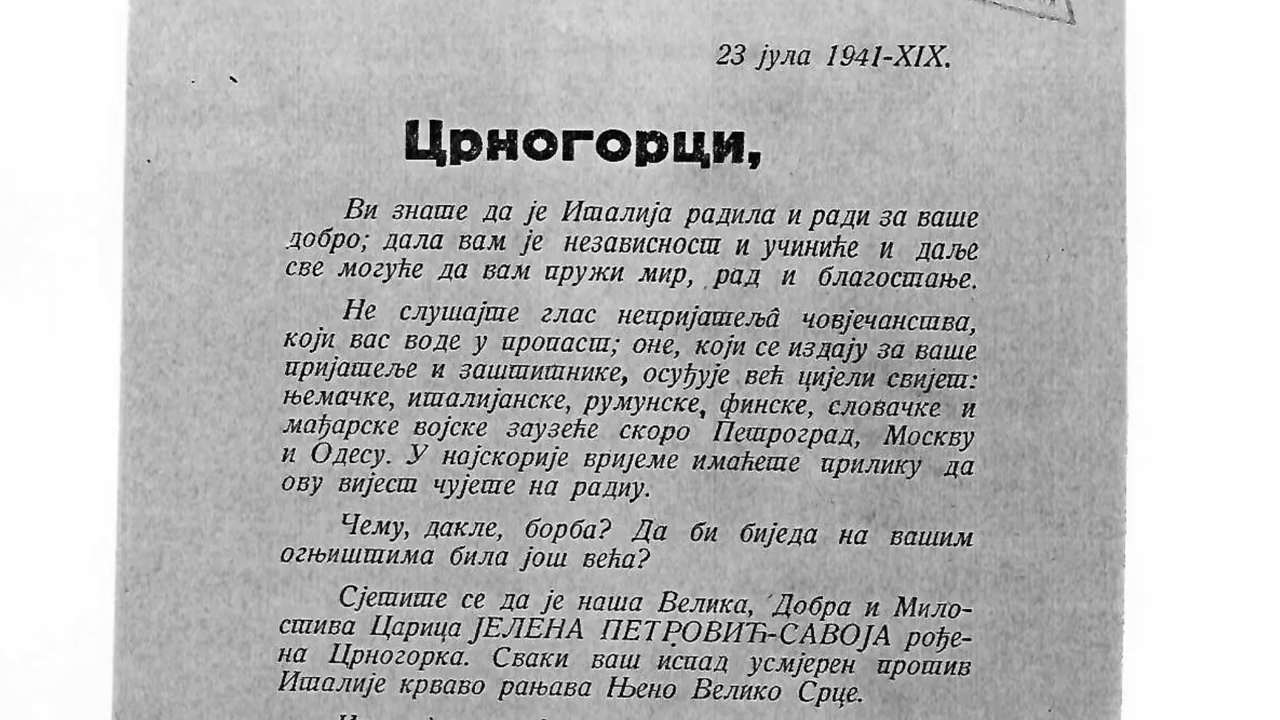 23 јула 1941-XIX.
Црногорци,
Ви знате да је Италија радила и ради за ваше
добро; дала вам је независност и учиниће и даље
све могуће да вам пружи мир, рад и благостање.
Не слушајте глас непријатељâ човјечанства,
који вас воде у пропаст; оне, који се издају за ваше
пријатеље и заштитнике, осуђује већ цијели свијет:
њемачке, италијанске, румунске, финске, словачке и
мађарске војске заузеће скоро Петроград, Москву
и Одесу. У најскорије вријеме имаћете прилику да
ову вијест чујете на радиу.
Чему, дакле, борба? Да би биједа на вашим
огњиштима била још већа?
Сјетите се да је наша Велика, Добра и Мило-
стива Царица ЈЕЛЕНА ПЕТРОВИЋ-САВОЈА рође-
на Црногорка. Сваки ваш испад усмјерен против
Италије крваво рањава Њено Велико Срце.